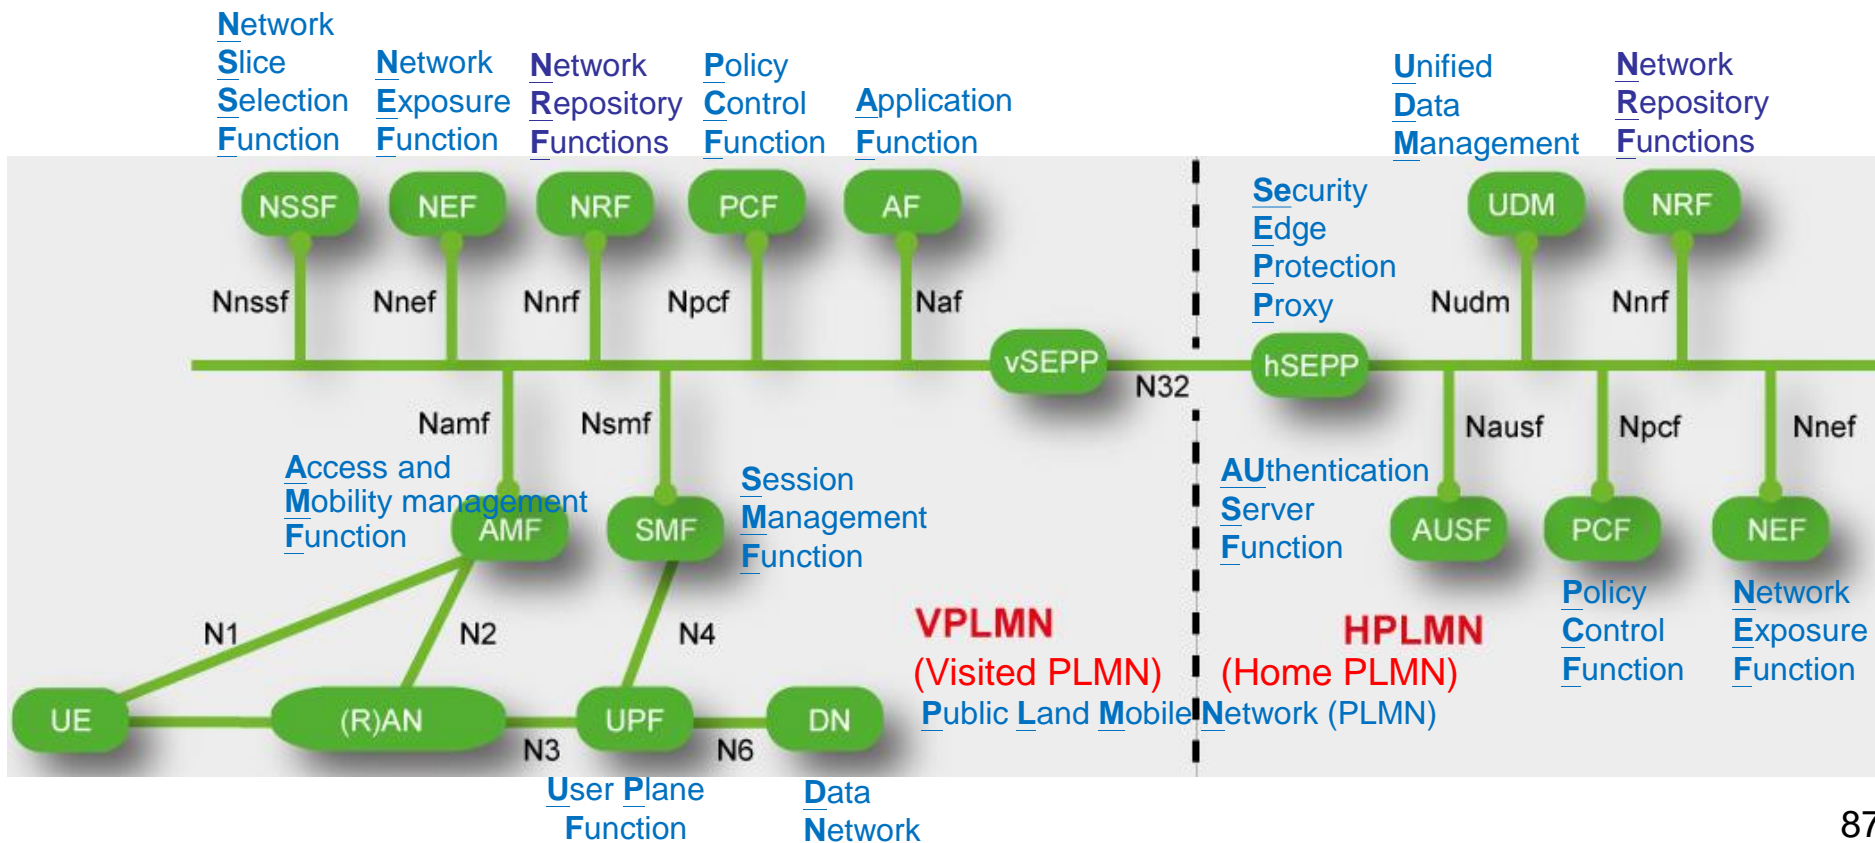 Network
Slice
Selection
Function
Network
Exposure
Function
Network
Repository
Functions
Policy
Control
Function
Application
Function
Unified
Data
Management
Network
Repository
Functions
NSSF
NEF
NRF
PCF
AF
Security
Edge
Protection
Proxy
UDM
NRF
Nnssf
Nnef
Nnrf
Npcf
Naf
Nudm
Nnrf
vSEPP
N32
hSEPP
Namf
Nsmf
Nausf
Npcf
Nnef
Access and
Mobility management
Function
AMF
SMF
Session
Management
Function
AUthentication
Server
Function
AUSF
PCF
NEF
Policy
Control
Function
Network
Exposure
Function
N1
N2
N4
VPLMN
(Visited PLMN)
HPLMN
(Home PLMN)
Public Land Mobile Network (PLMN)
UE
(R)AN
UPF
DN
N3
N6
User Plane
Function
Data
Network
87